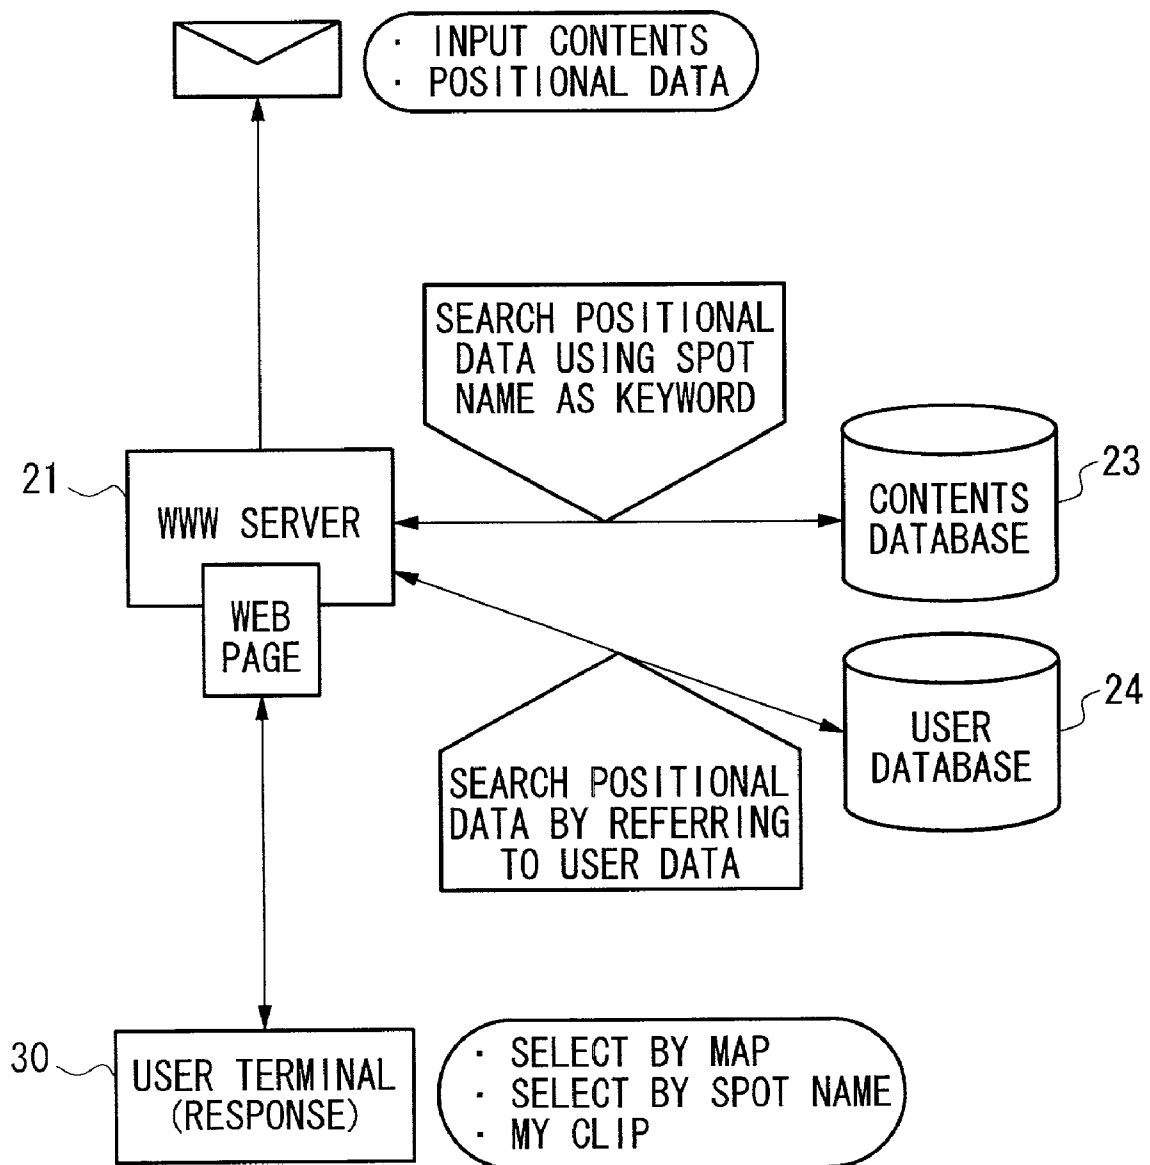 · INPUT CONTENTS
· POSITIONAL DATA
SEARCH POSITIONAL
DATA USING SPOT
NAME AS KEYWORD
21
WWW SERVER
23
CONTENTS
DATABASE
WEB
PAGE
24
USER
DATABASE
SEARCH POSITIONAL
DATA BY REFERRING
TO USER DATA
30
USER TERMINAL
(RESPONSE)
· SELECT BY MAP
· SELECT BY SPOT NAME
· MY CLIP